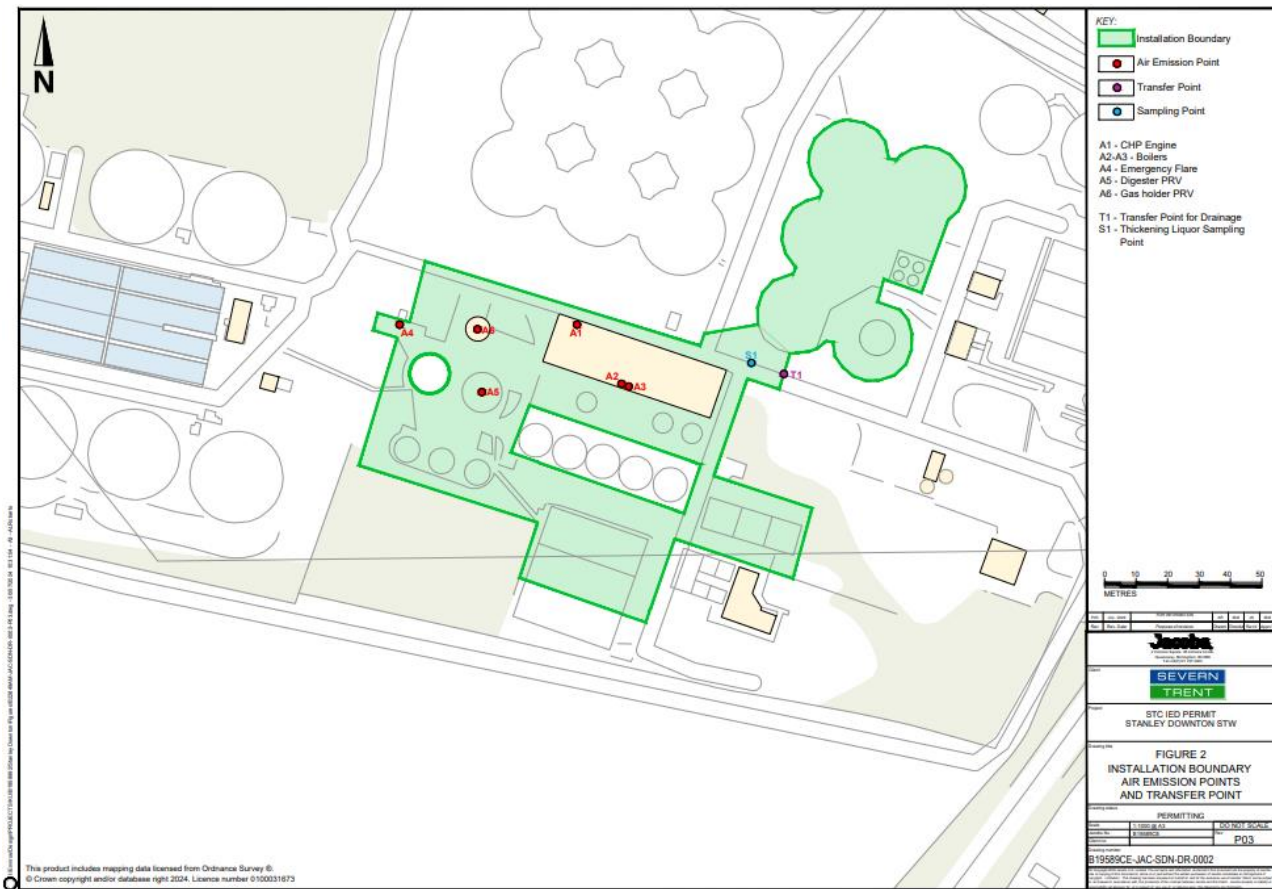 N
A4
A6
A1
A2
A3
A5
S1
T1
KEY:
Installation Boundary
Air Emission Point
Transfer Point
Sampling Point
A1 - CHP Engine
A2-A3 - Boilers
A4 - Emergency Flare
A5 - Digester PRV
A6 - Gas holder PRV
T1 - Transfer Point for Drainage
S1 - Thickening Liquor Sampling
Point
0 10 20 30 40 50
METRES
Jacobs
SEVERN
TRENT
Project
STC IED PERMIT
STANLEY DOWNTON STW
FIGURE 2
INSTALLATION BOUNDARY
AIR EMISSION POINTS
AND TRANSFER POINT
PERMITTING
DO NOT SCALE
P03
B19589CE-JAC-SDN-DR-0002
This product includes mapping data licensed from Ordnance Survey ®.
© Crown copyright and/or database right 2024. Licence number 0100031673